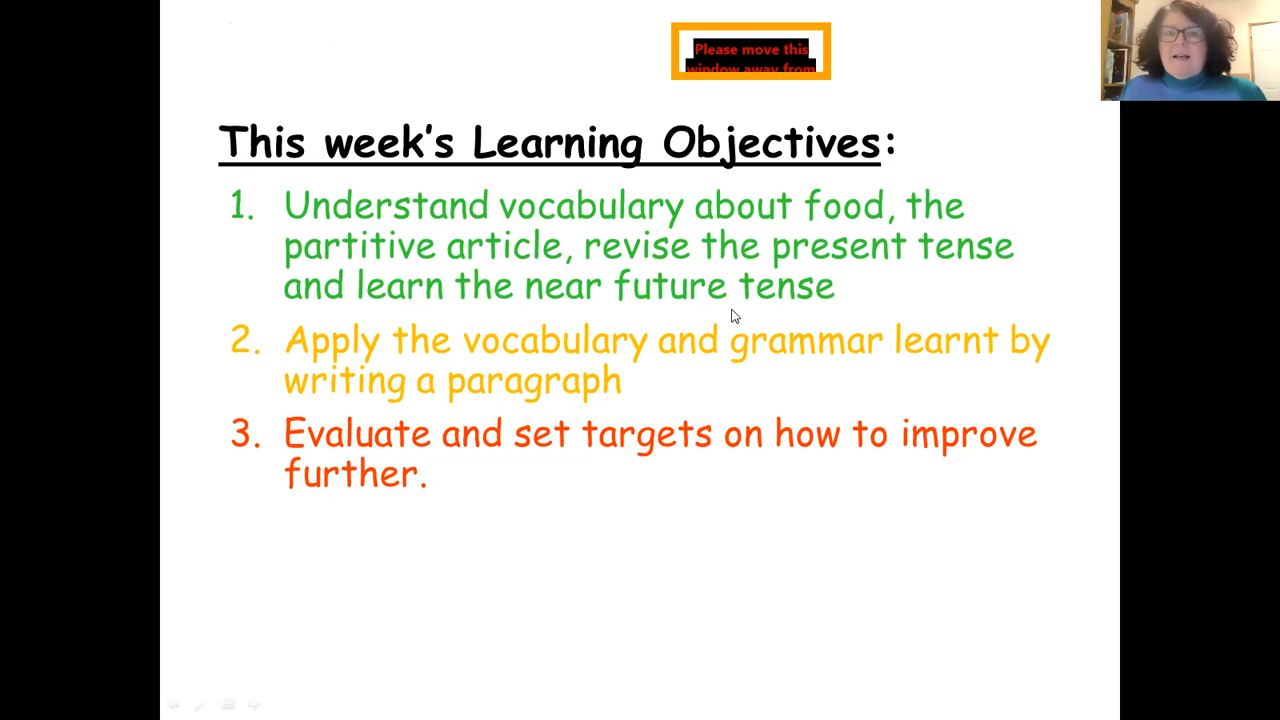 Please move this
window away from
This week's Learning Objectives:
1. Understand vocabulary about food, the
partitive article, revise the present tense
and learn the near future tense
2. Apply the vocabulary and grammar learnt by
writing a paragraph
3. Evaluate and set targets on how to improve
further.